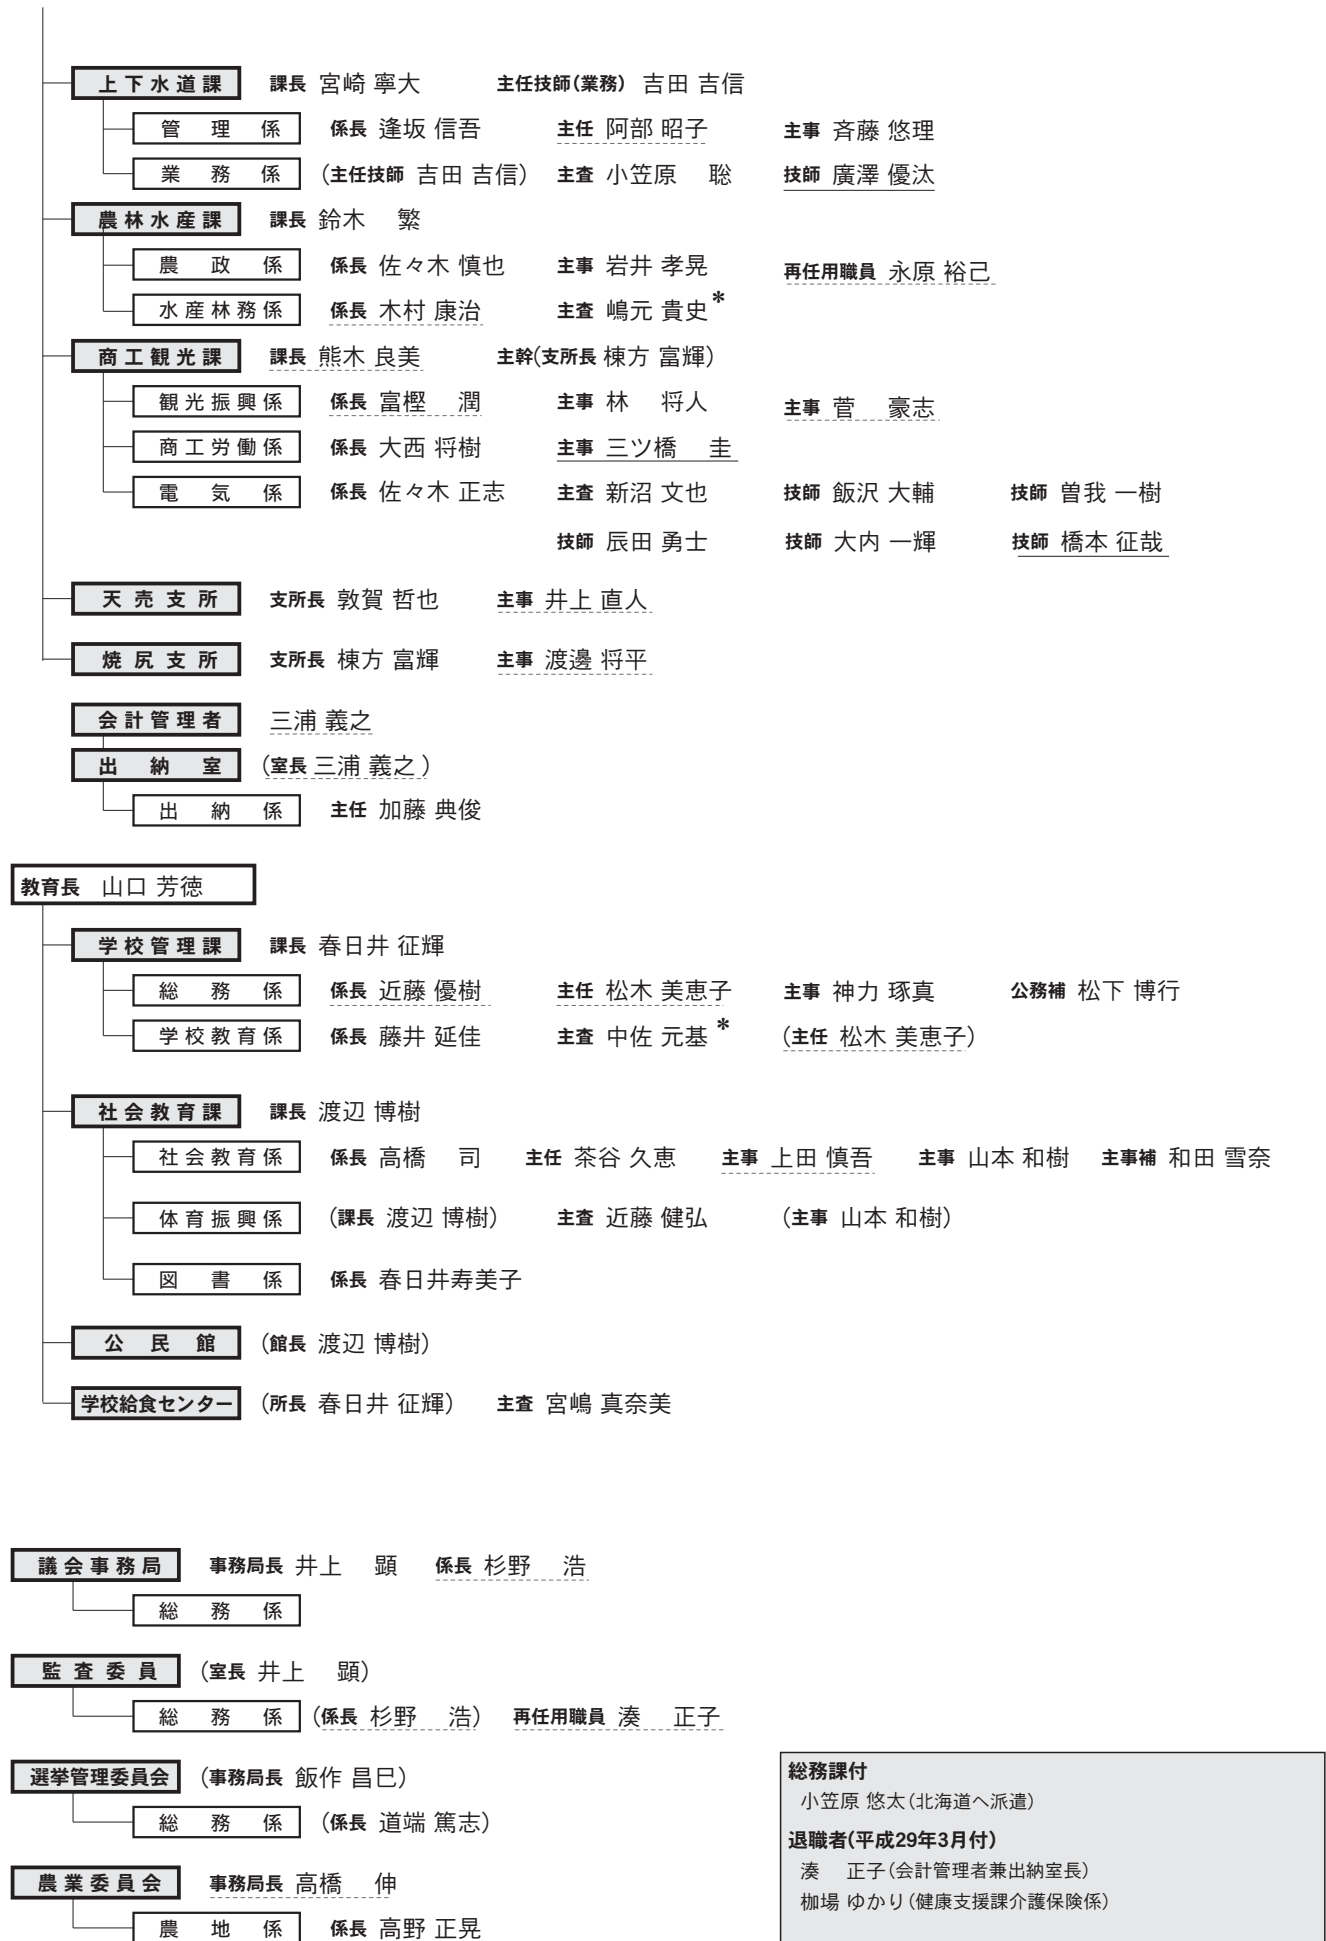 上下水道課 課長 宮崎 寧大 主任技師(業務) 吉田 吉信
管理係 係長 逢坂 信吾 主任 阿部 昭子 主事 斉藤 悠理
業務係 (主任技師 吉田 吉信) 主査 小笠原 聡 技師 廣澤 優汰
農林水産課 課長 鈴木 繁
農政係 係長 佐々木 慎也 主事 岩井 孝晃 再任用職員 永原 裕己
水産林務係 係長 木村 康治 主査 嶋元 貴史*
商工観光課 課長 熊木 良美 主幹(支所長 棟方 富輝)
観光振興係 係長 富樫 潤 主事 林 将人 主事 菅 豪志
商工労働係 係長 大西 将樹 主事 三ツ橋 圭
電気係 係長 佐々木 正志 主査 新沼 文也 技師 飯沢 大輔 技師 曽我 一樹
技師 辰田 勇士 技師 大内 一輝 技師 橋本 征哉
天売支所 支所長 敦賀 哲也 主事 井上 直人
焼尻支所 支所長 棟方 富輝 主事 渡邊 将平
会計管理者 三浦 義之
出納室 (室長 三浦 義之)
出納係 主任 加藤 典俊
教育長 山口 芳徳
学校管理課 課長 春日井 征輝
総務係 係長 近藤 優樹 主任 松木 美恵子 主事 神力 琢真 公務補 松下 博行
学校教育係 係長 藤井 延佳 主査 中佐 元基* (主任 松木 美恵子)
社会教育課 課長 渡辺 博樹
社会教育係 係長 高橋 司 主任 茶谷 久恵 主事 上田 慎吾 主事 山本 和樹 主事補 和田 雪奈
体育振興係 (課長 渡辺 博樹) 主査 近藤 健弘 (主事 山本 和樹)
図書係 係長 春日井寿美子
公民館 (館長 渡辺 博樹)
学校給食センター (所長 春日井 征輝) 主査 宮嶋 真奈美
議会事務局 事務局長 井上 顕 係長 杉野 浩
総務係
監査委員 (室長 井上 顕)
総務係 (係長 杉野 浩) 再任用職員 湊 正子
選挙管理委員会 (事務局長 飯作 昌巳)
総務係 (係長 道端 篤志)
農業委員会 事務局長 高橋 伸
農地係 係長 高野 正晃
総務課付
小笠原 悠太(北海道へ派遣)
退職者(平成29年3月付)
湊 正子(会計管理者兼出納室長)
枷場 ゆかり(健康支援課介護保険係)